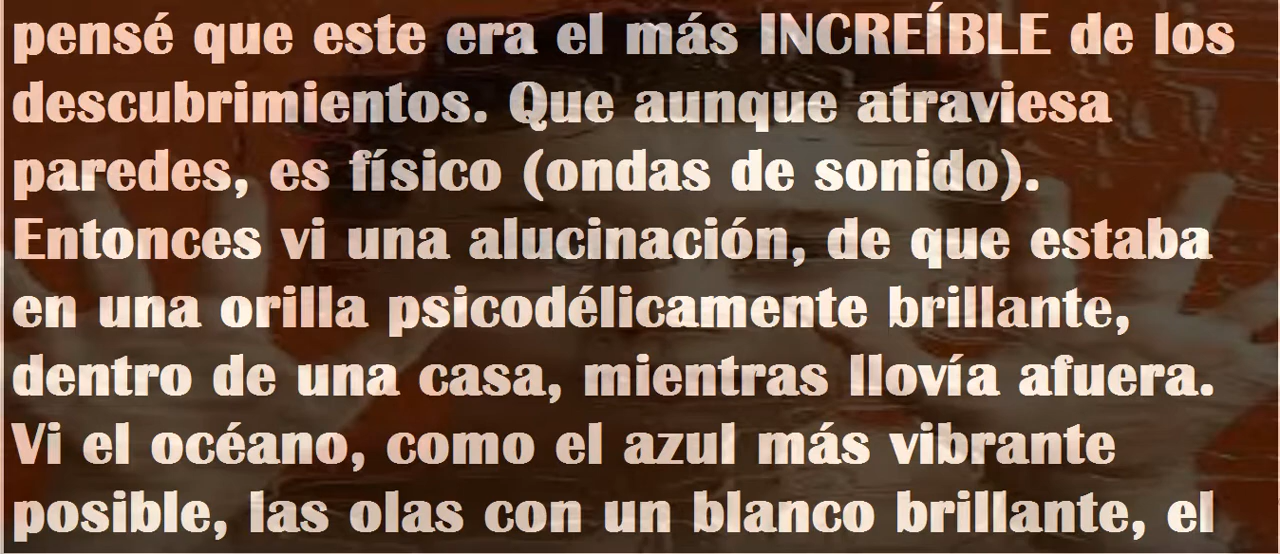 pensé que este era el más INCREÍBLE de los
descubrimientos. Que aunque atraviesa
paredes, es físico (ondas de sonido).
Entonces vi una alucinación, de que estaba
en una orilla psicodélicamente brillante,
dentro de una casa, mientras llovía afuera.
Vi el océano, como el azul más vibrante
posible, las olas con un blanco brillante, el